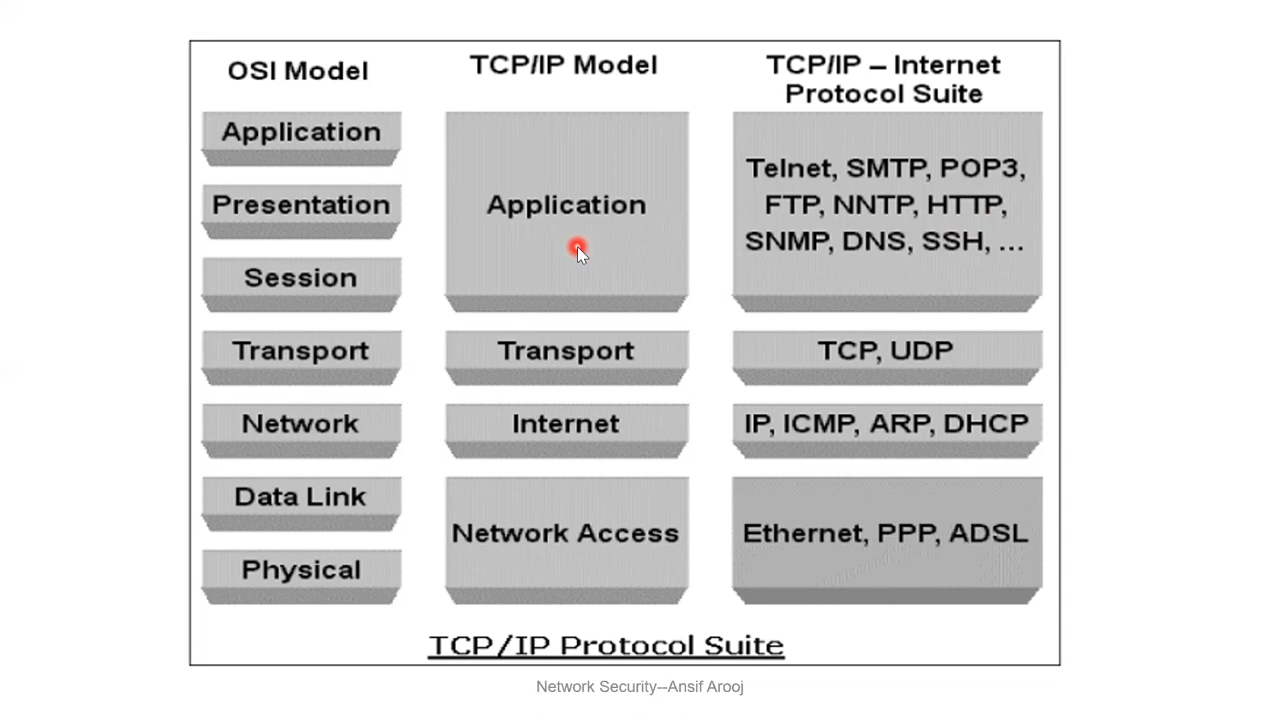 OSI Model
Application
Presentation
Session
Transport
Network
Data Link
Physical
TCP/IP Model
Application
Transport
Internet
Network Access
TCP/IP – Internet
Protocol Suite
Telnet, SMTP, POP3,
FTP, NNTP, HTTP,
SNMP, DNS, SSH, ...
TCP, UDP
IP, ICMP, ARP, DHCP
Ethernet, PPP, ADSL
TCP/IP Protocol Suite
Network Security--Ansif Arooj